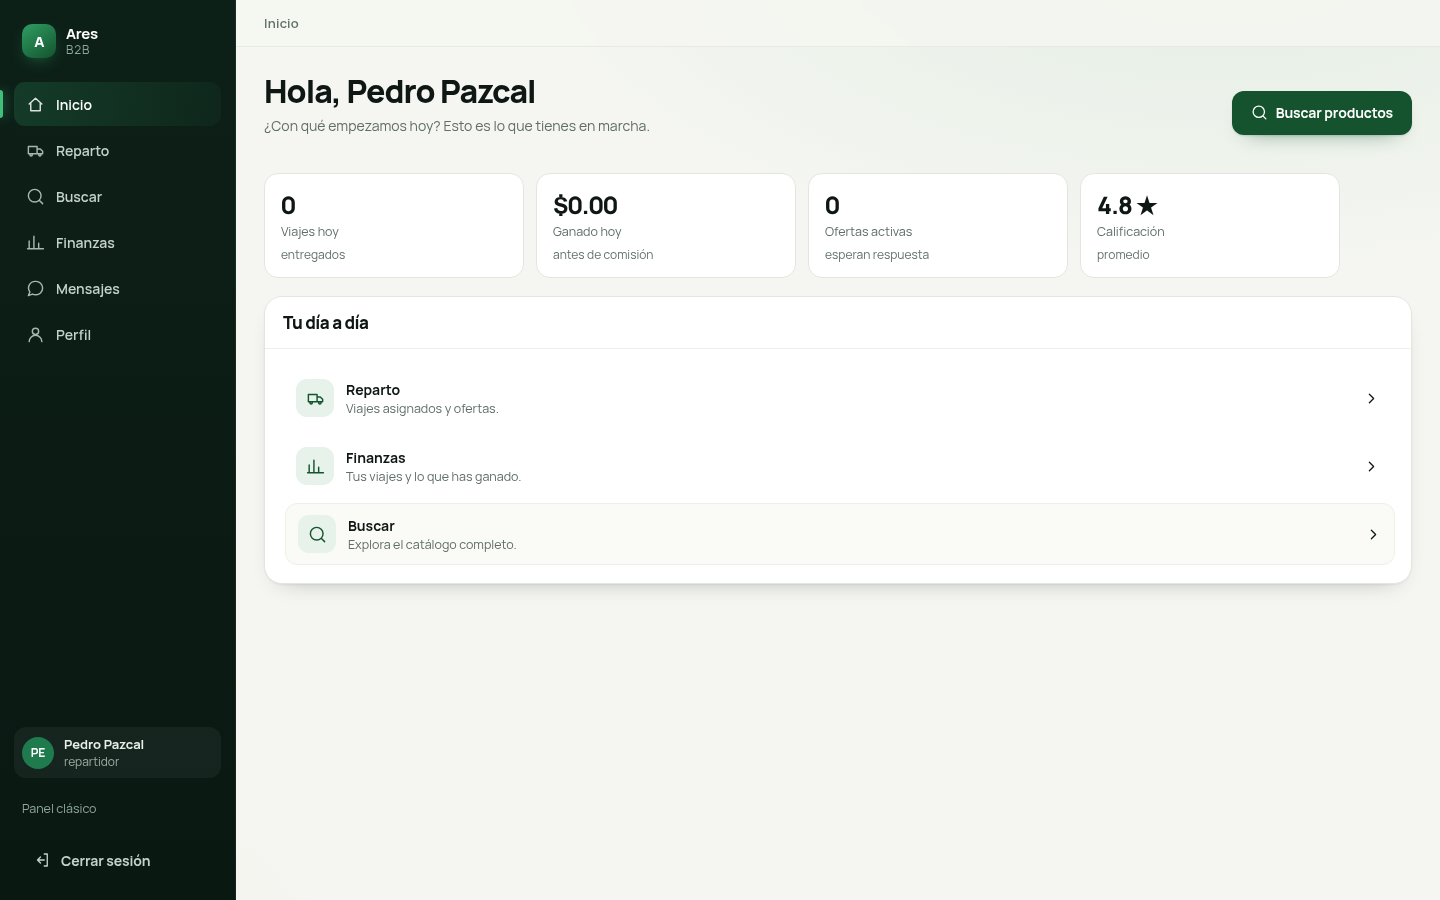 A
Ares
B2B
Inicio
Reparto
Buscar
Finanzas
Mensajes
Perfil
PE
Pedro Pazcal
repartidor
Panel clásico
Cerrar sesión
Inicio
Hola, Pedro Pazcal
¿Con qué empezamos hoy? Esto es lo que tienes en marcha.
Buscar productos
0
Viajes hoy
entregados
$0.00
Ganado hoy
antes de comisión
0
Ofertas activas
esperan respuesta
4.8 ★
Calificación
promedio
Tu día a día
Reparto
Viajes asignados y ofertas.
Finanzas
Tus viajes y lo que has ganado.
Buscar
Explora el catálogo completo.